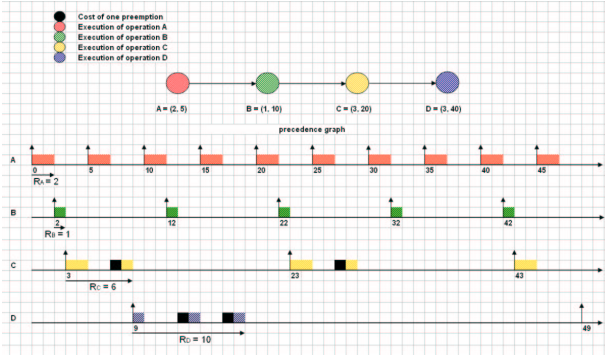 Cost of one preemption
Execution of operation A
Execution of operation B
Execution of operation C
Execution of operation D
A = (2, 5) B = (1, 10) C = (3, 20) D = (3, 40)
precedence graph
A
0 5 10 15 20 25 30 35 40 45
RA = 2
B
2 12 22 32 42
RB = 1
C
3 23 43
RC = 6
D
9 49
RD = 10